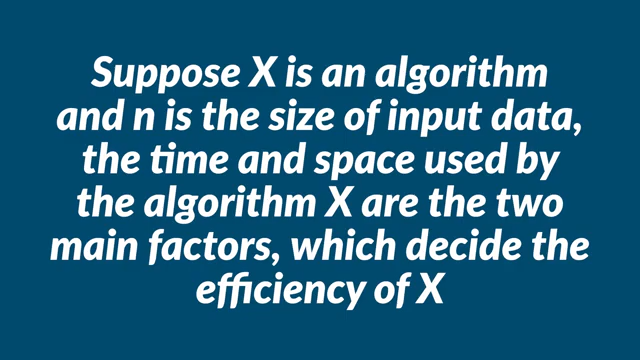 Suppose X is an algorithm
and n is the size of input data,
the time and space used by
the algorithm X are the two
main factors, which decide the
efficiency of X